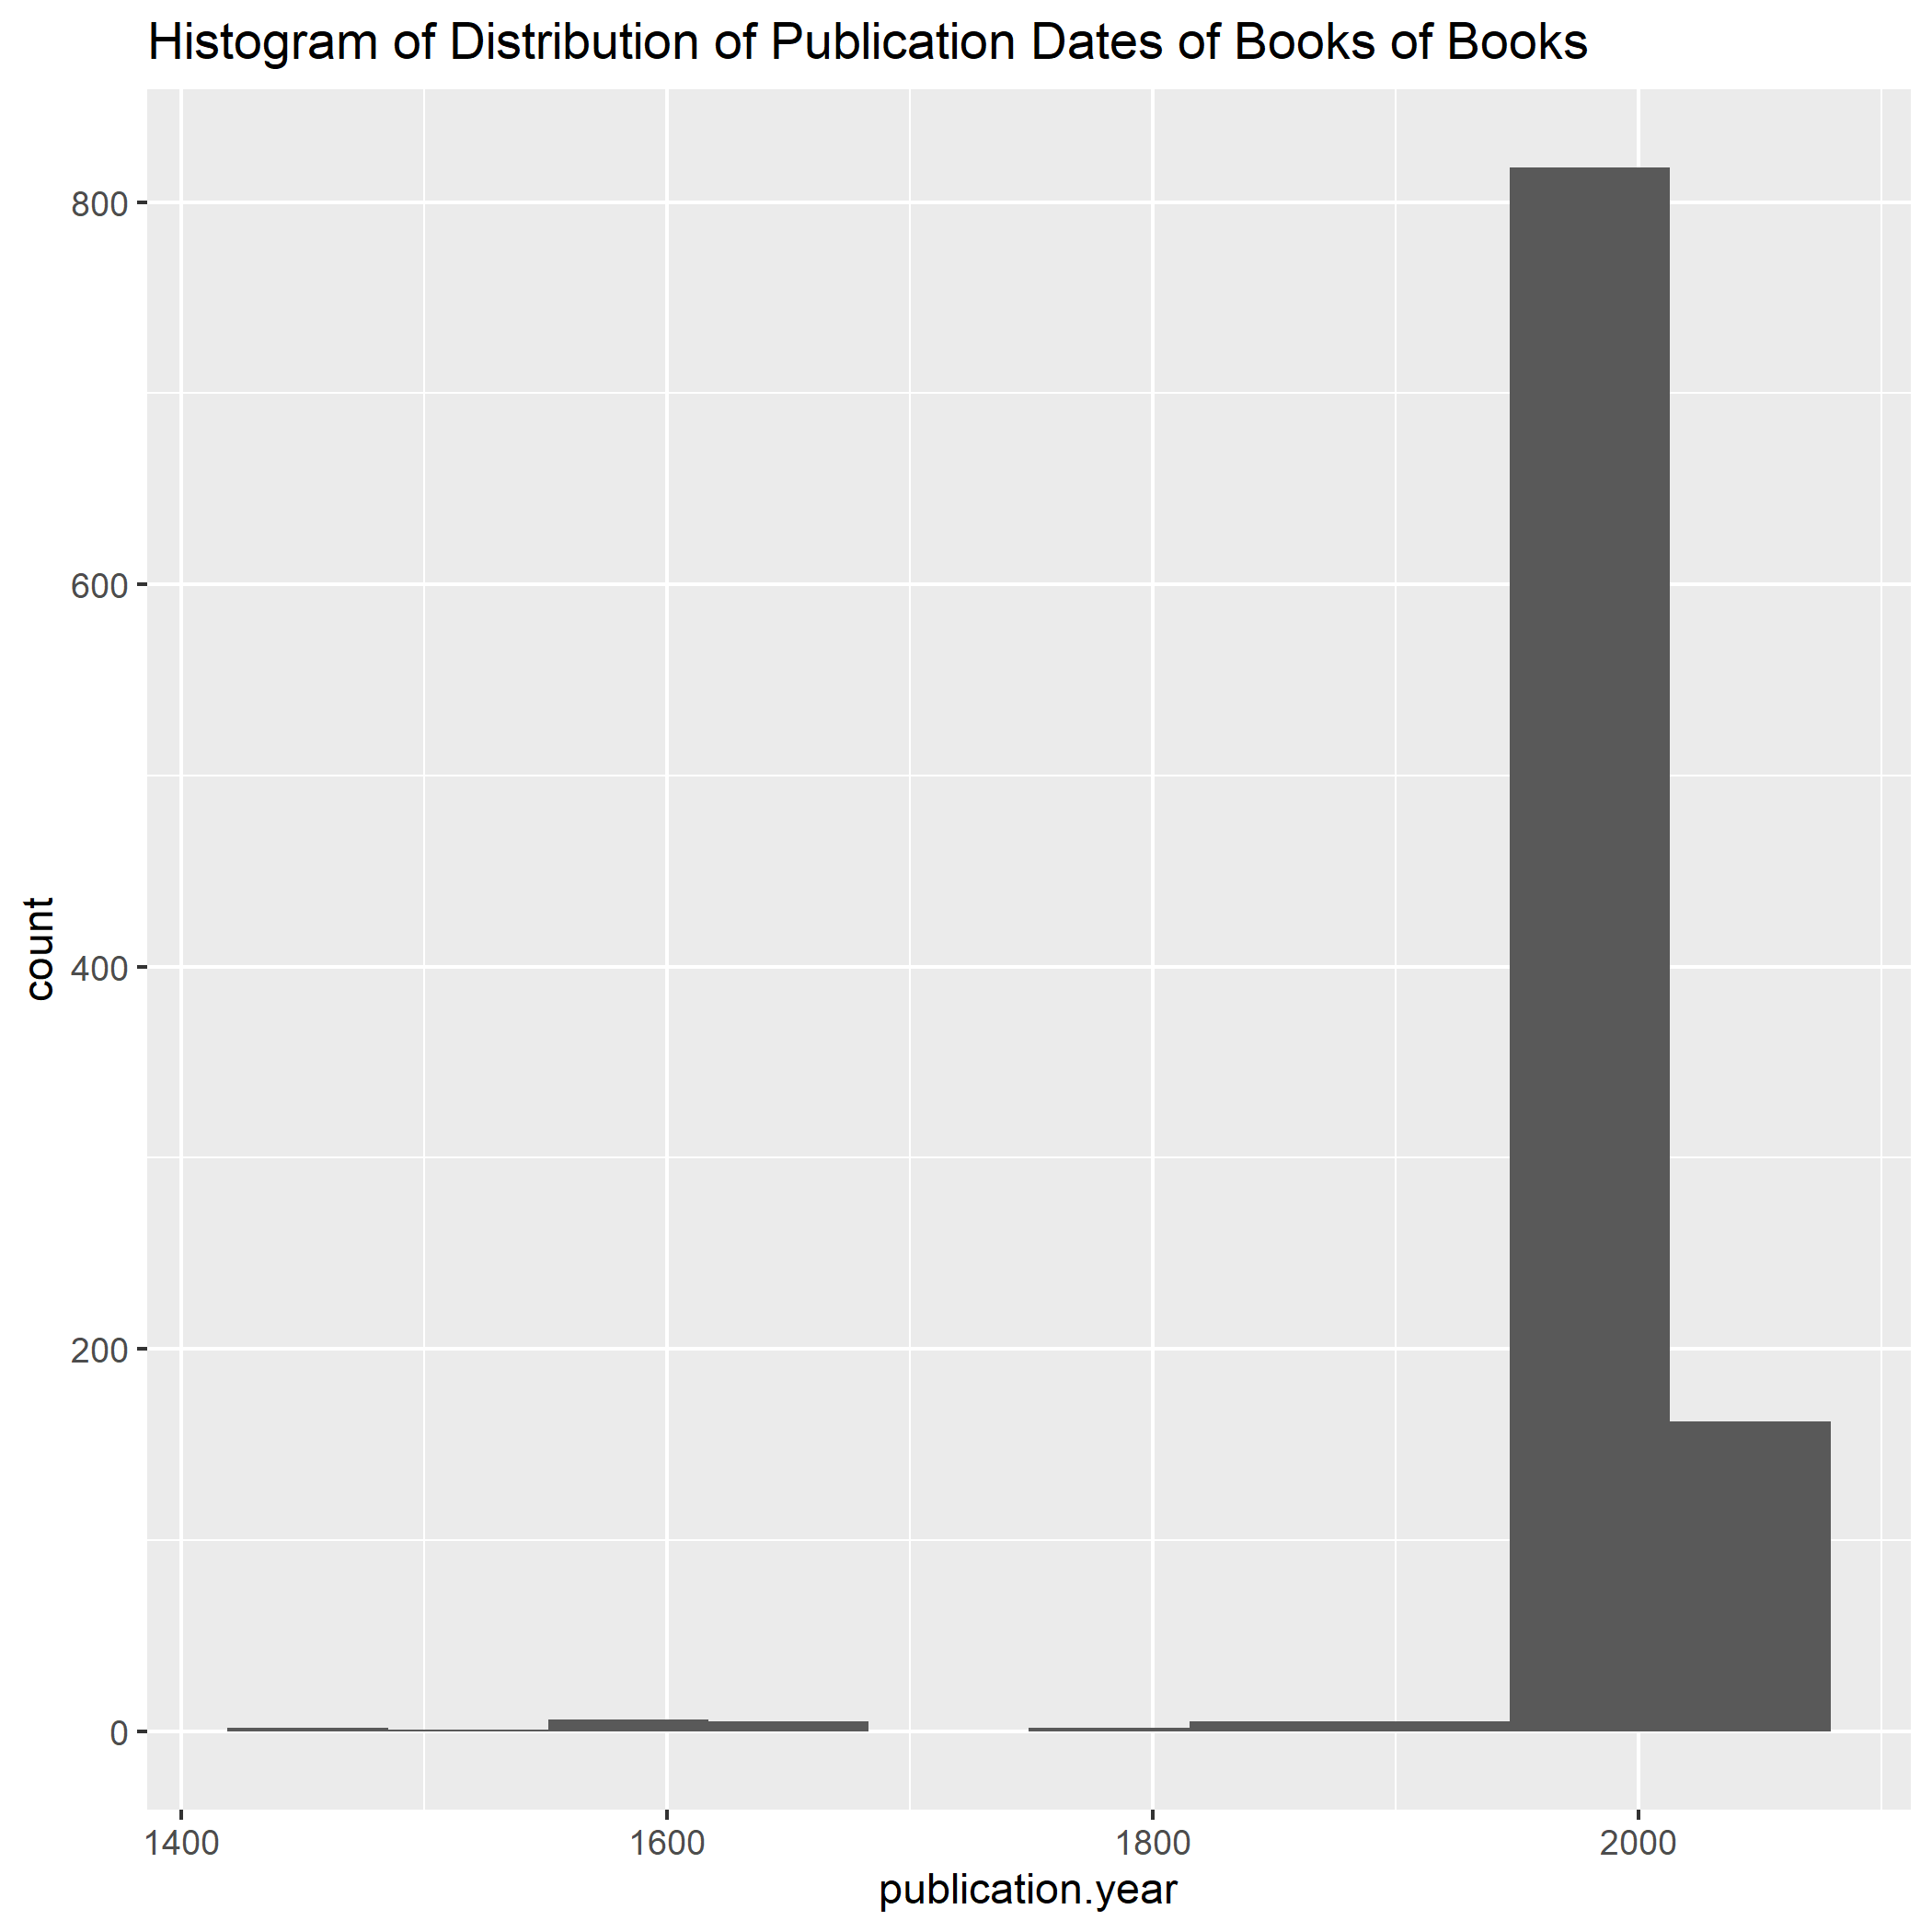 Histogram of Distribution of Publication Dates of Books of Books
800
600
400
200
0
count
1400 1600 1800 2000
publication.year